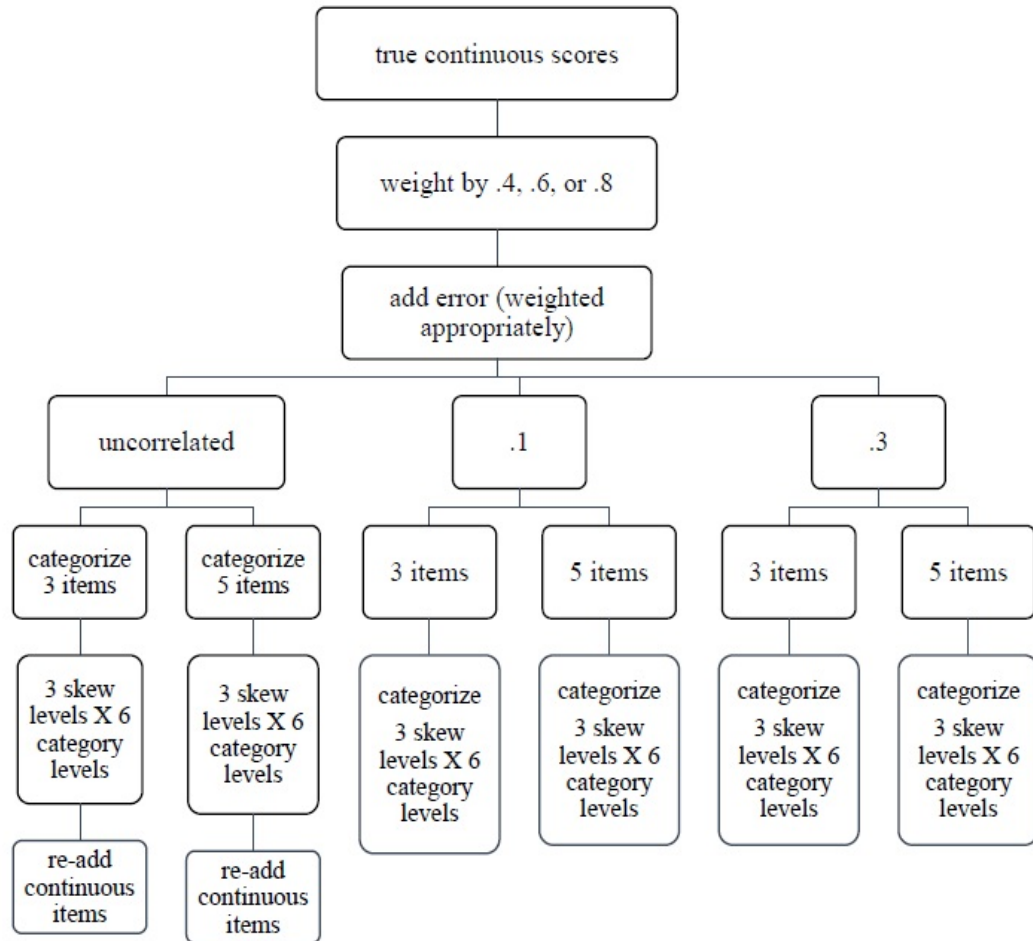 true continuous scores
weight by .4, .6, or .8
add error (weighted
appropriately)
uncorrelated
.1
.3
categorize
3 items
categorize
5 items
3 items
5 items
3 items
5 items
3 skew
levels X 6
category
levels
3 skew
levels X 6
category
levels
categorize
3 skew
levels X 6
category
levels
categorize
3 skew
levels X 6
category
levels
categorize
3 skew
levels X 6
category
levels
categorize
3 skew
levels X 6
category
levels
re-add
continuous
items
re-add
continuous
items